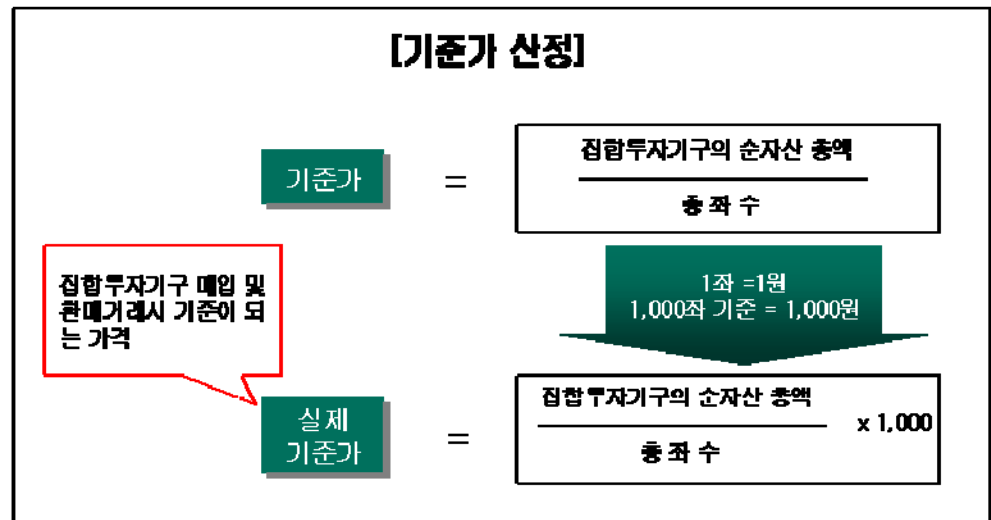 [기준가 산정]
기준가
=
집합투자기구의 순자산 총액
총 좌 수
집합투자기구 매입 및
판매거래시 기준이 되
는 가격
1좌 =1원
1,000좌 기준 = 1,000원
실제
기준가
=
집합투자기구의 순자산 총액
총 좌 수
x 1,000